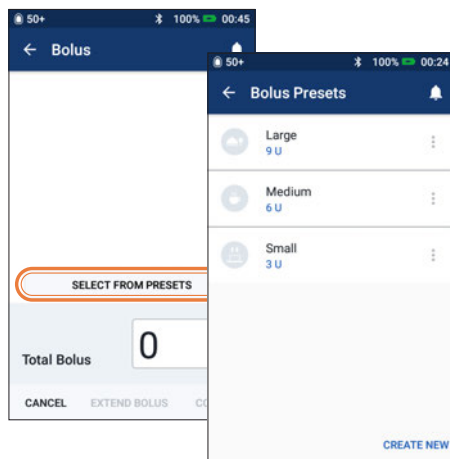 50+ 100% 00:45
Bolus
SELECT FROM PRESETS
Total Bolus 0
CANCEL EXTEND BOLUS
50+ 100% 00:24
Bolus Presets
Large
9 U
Medium
6 U
Small
3 U
CREATE NEW